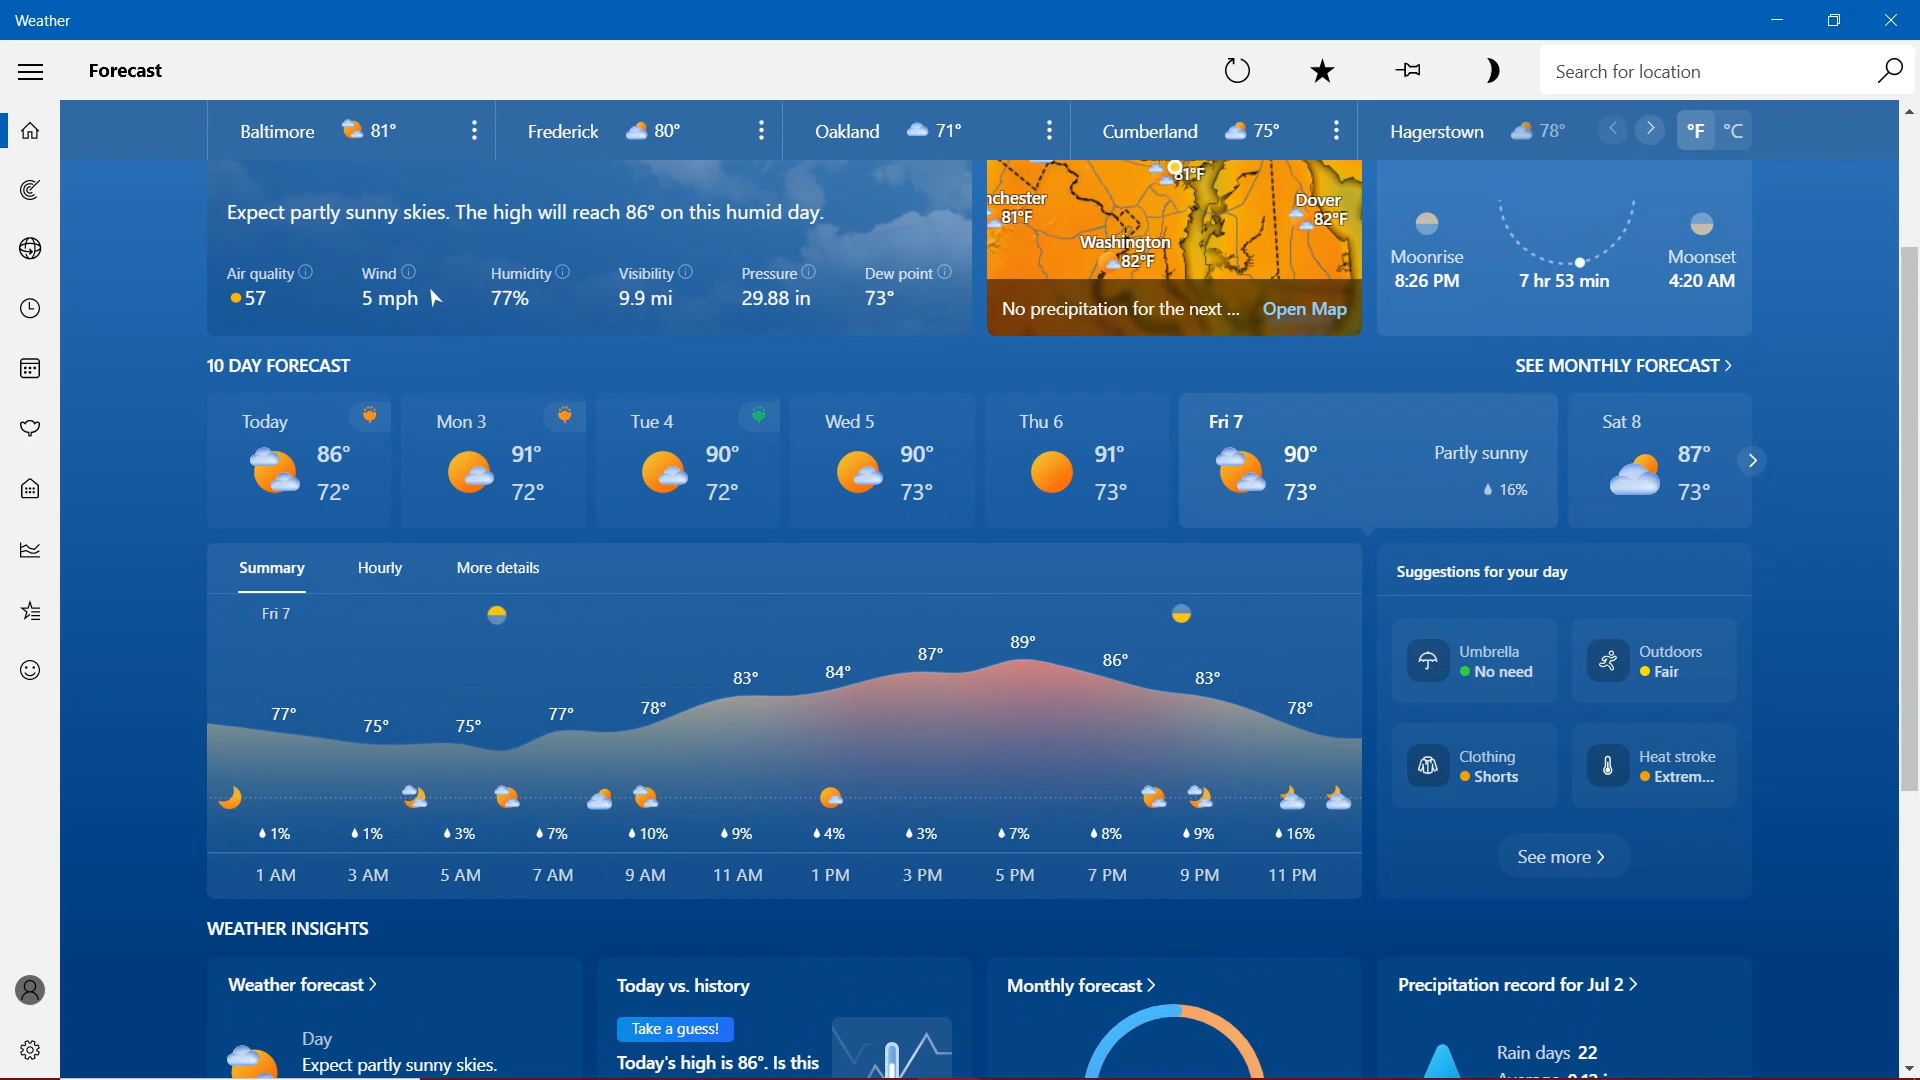 Weather
Forecast
Search for location
Baltimore 81°
Frederick 80°
Oakland 71°
Cumberland 75°
Hagerstown 78°
°F °C
Expect partly sunny skies. The high will reach 86° on this humid day.
Air quality Wind Humidity Visibility Pressure Dew point
57 5 mph 77% 9.9 mi 29.88 in 73°
81°F
nchester
81°F
Dover
82°F
Washington
82°F
No precipitation for the next ... Open Map
Moonrise Moonset
8:26 PM 7 hr 53 min 4:20 AM
10 DAY FORECAST
SEE MONTHLY FORECAST
Today
86°
72°
Mon 3
91°
72°
Tue 4
90°
72°
Wed 5
90°
73°
Thu 6
91°
73°
Fri 7
90° Partly sunny
73° 16%
Sat 8
87°
73°
Summary Hourly More details
Fri 7
77° 75° 75° 77° 78° 83° 84° 87° 89° 86° 83° 78°
1% 1% 3% 7% 10% 9% 4% 3% 7% 8% 9% 16%
1 AM 3 AM 5 AM 7 AM 9 AM 11 AM 1 PM 3 PM 5 PM 7 PM 9 PM 11 PM
Suggestions for your day
Umbrella
No need
Outdoors
Fair
Clothing
Shorts
Heat stroke
Extrem...
See more
WEATHER INSIGHTS
Weather forecast
Day
Expect partly sunny skies.
Today vs. history
Take a guess!
Today's high is 86°. Is this
Monthly forecast
Precipitation record for Jul 2
Rain days 22